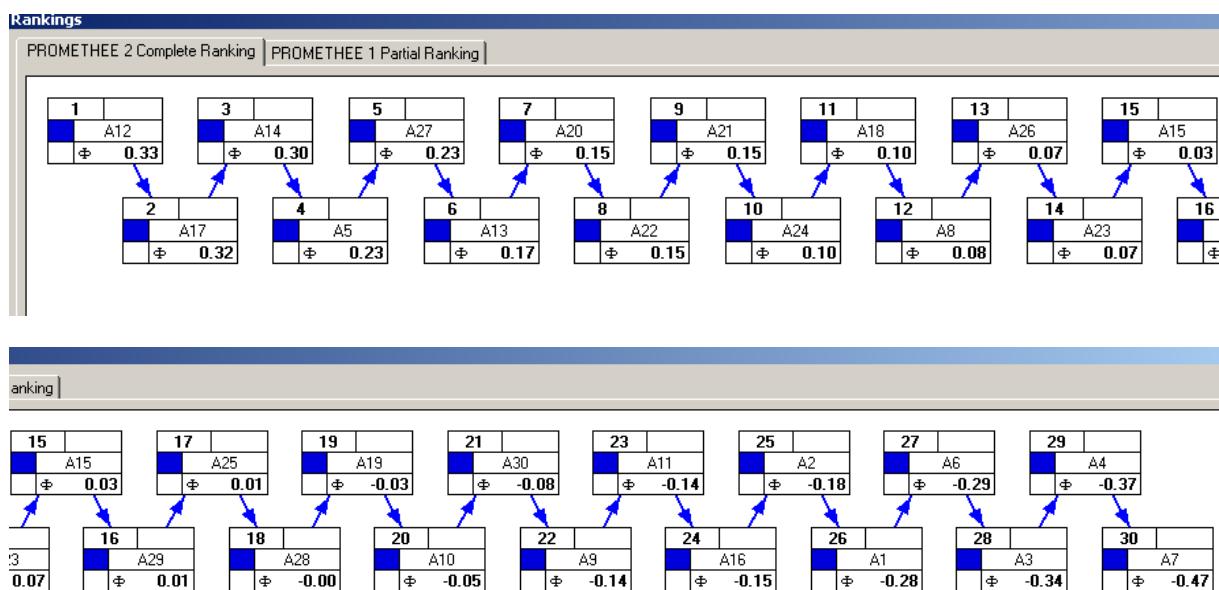 Rankings
PROMETHEE 2 Complete Ranking PROMETHEE 1 Partial Ranking
1 3 5 7 9 11 13 15
A12 A14 A27 A20 A21 A18 A26 A15
Φ 0.33 Φ 0.30 Φ 0.23 Φ 0.15 Φ 0.15 Φ 0.10 Φ 0.07 Φ 0.03
2 4 6 8 10 12 14 16
A17 A5 A13 A22 A24 A8 A23
Φ 0.32 Φ 0.23 Φ 0.17 Φ 0.15 Φ 0.10 Φ 0.08 Φ 0.07 Φ
anking
15 17 19 21 23 25 27 29
A15 A25 A19 A30 A11 A2 A6 A4
Φ 0.03 Φ 0.01 Φ -0.03 Φ -0.08 Φ -0.14 Φ -0.18 Φ -0.29 Φ -0.37
16 18 20 22 24 26 28 30
3 A29 A28 A10 A9 A16 A1 A3 A7
0.07 Φ 0.01 Φ -0.00 Φ -0.05 Φ -0.14 Φ -0.15 Φ -0.28 Φ -0.34 Φ -0.47